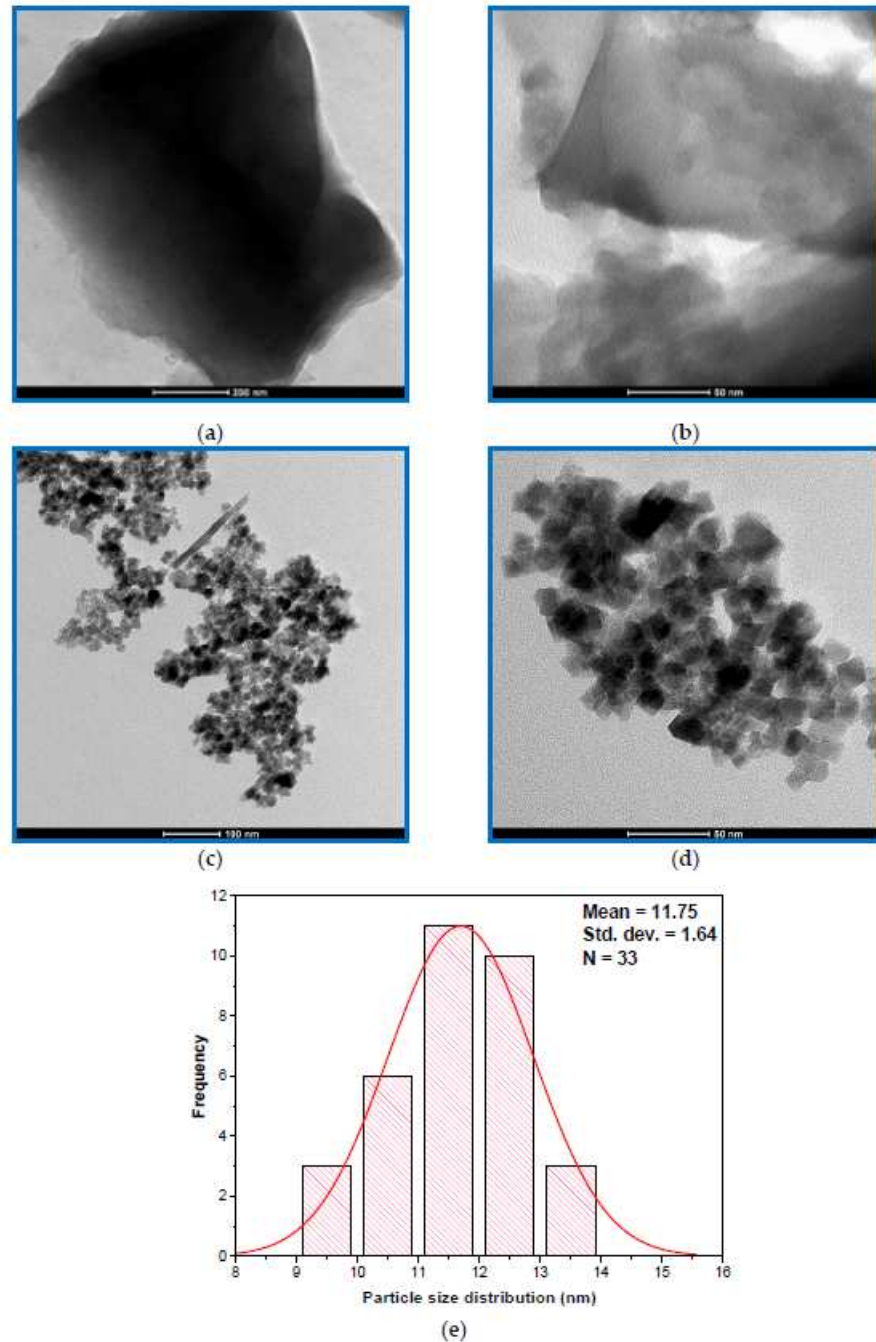 200 nm
50 nm
(a)
(b)
100 nm
50 nm
(c)
(d)
Mean = 11.75
Std. dev. = 1.64
N = 33
12
10
8
6
4
2
0
Frequency
8 9 10 11 12 13 14 15 16
Particle size distribution (nm)
(e)